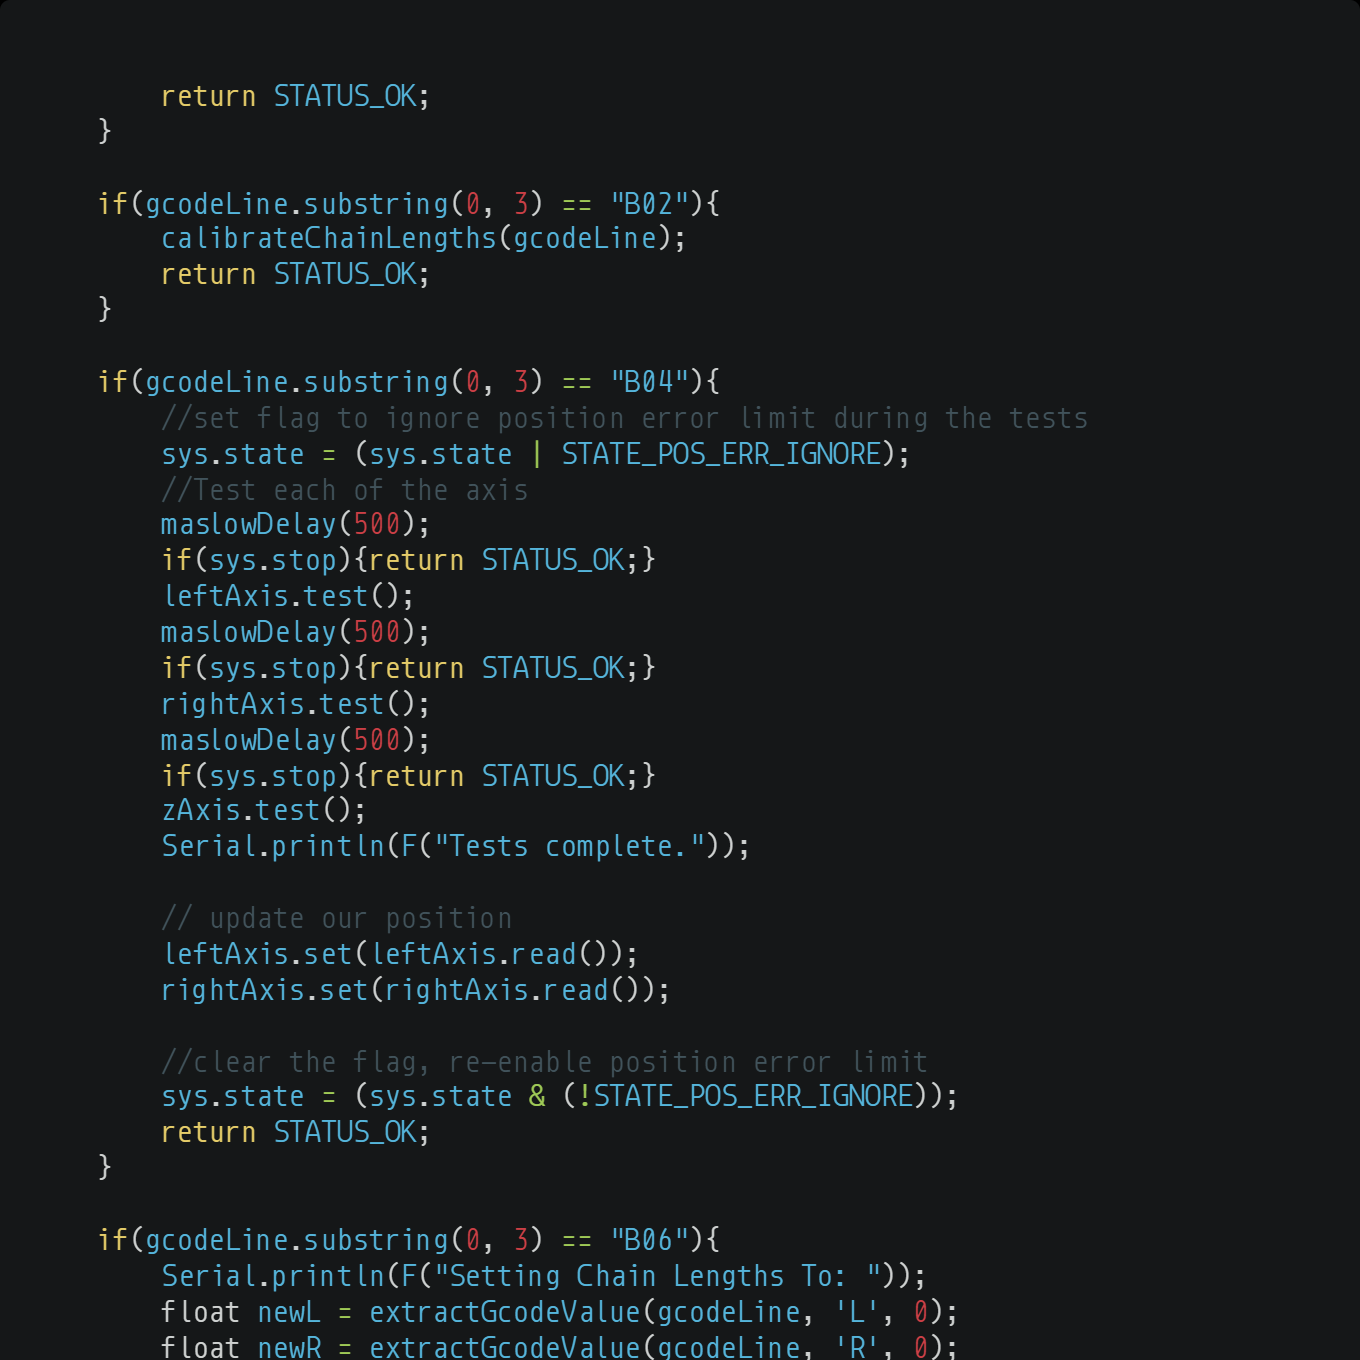 return STATUS_OK;
}
if(gcodeLine.substring(0, 3) == "B02"){
calibrateChainLengths(gcodeLine);
return STATUS_OK;
}
if(gcodeLine.substring(0, 3) == "B04"){
//set flag to ignore position error limit during the tests
sys.state = (sys.state | STATE_POS_ERR_IGNORE);
//Test each of the axis
maslowDelay(500);
if(sys.stop){return STATUS_OK;}
leftAxis.test();
maslowDelay(500);
if(sys.stop){return STATUS_OK;}
rightAxis.test();
maslowDelay(500);
if(sys.stop){return STATUS_OK;}
zAxis.test();
Serial.println(F("Tests complete."));
// update our position
leftAxis.set(leftAxis.read());
rightAxis.set(rightAxis.read());
//clear the flag, re-enable position error limit
sys.state = (sys.state & (!STATE_POS_ERR_IGNORE));
return STATUS_OK;
}
if(gcodeLine.substring(0, 3) == "B06"){
Serial.println(F("Setting Chain Lengths To: "));
float newL = extractGcodeValue(gcodeLine, 'L', 0);
float newR = extractGcodeValue(gcodeLine, 'R', 0);